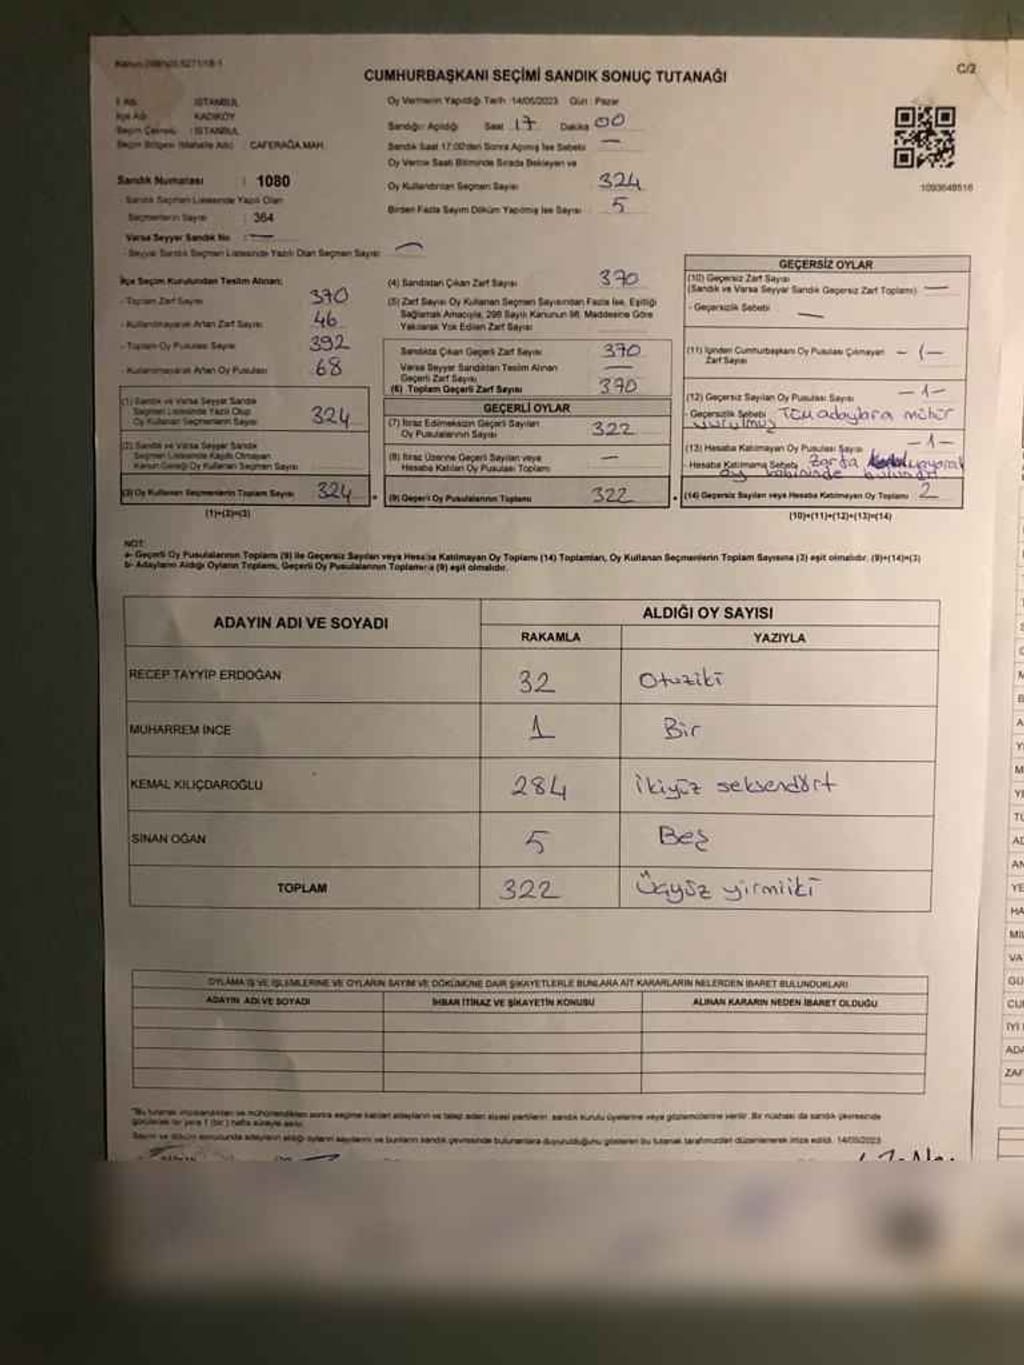 C/2
CUMHURBAŞKANI SEÇİMİ SANDIK SONUÇ TUTANAĞI
İl Adı : İSTANBUL
İlçe Adı : KADIKÖY
Seçim Çevresi : İSTANBUL
Seçim Bölgesi (Mahalle Adı) : CAFERAĞA MAH.
Sandık Numarası : 1080
- Sandık Seçmen Listesinde Yazılı Olan
Seçmenlerin Sayısı : 364
Varsa Seyyar Sandık No : —
- Seyyar Sandık Seçmen Listesinde Yazılı Olan Seçmen Sayısı : —
Oy Vermenin Yapıldığı Tarih : 14/05/2023 Gün : Pazar
Sandığı Açıldığı Saat 17 Dakika 00
Sandık Saat 17:00'den Sonra Açılmış İse Sebebi —
Oy Verme Saati Bitiminde Sırada Bekleyen ve
Oy Kullandırılan Seçmen Sayısı 324
Birden Fazla Sayım Döküm Yapılmış İse Sayısı 5
1093648516
İlçe Seçim Kurulundan Teslim Alınan:
- Toplam Zarf Sayısı 370
- Kullanılmayarak Artan Zarf Sayısı 46
- Toplam Oy Pusulası Sayısı 392
- Kullanılmayarak Artan Oy Pusulası 68
(1) Sandık ve Varsa Seyyar Sandık
Seçmen Listesinde Yazılı Olup
Oy Kullanan Seçmenlerin Sayısı 324
(2) Sandık ve Varsa Seyyar Sandık
Seçmen Listesinde Kayıtlı Olmayan
Kanun Gereği Oy Kullanan Seçmen Sayısı
(3) Oy Kullanan Seçmenlerin Toplam Sayısı 324
(1)+(2)=(3)
(4) Sandıktan Çıkan Zarf Sayısı 370
(5) Zarf Sayısı Oy Kullanan Seçmen Sayısından Fazla İse, Eşitliği
Sağlamak Amacıyla, 298 Sayılı Kanunun 98. Maddesine Göre
Yakılarak Yok Edilen Zarf Sayısı
Sandıkta Çıkan Geçerli Zarf Sayısı 370
Varsa Seyyar Sandıktan Teslim Alınan
Geçerli Zarf Sayısı —
(6) Toplam Geçerli Zarf Sayısı 370
GEÇERLİ OYLAR
(7) İtiraz Edilmeksizin Geçerli Sayılan
Oy Pusulalarının Sayısı 322
(8) İtiraz Üzerine Geçerli Sayılan veya
Hesaba Katılan Oy Pusulası Toplamı —
(9) Geçerli Oy Pusulalarının Toplamı 322
GEÇERSİZ OYLAR
(10) Geçersiz Zarf Sayısı
(Sandık ve Varsa Seyyar Sandık Geçersiz Zarf Toplamı) —
- Geçersizlik Sebebi : —
(11) İçinden Cumhurbaşkanı Oy Pusulası Çıkmayan
Zarf Sayısı — 1 —
(12) Geçersiz Sayılan Oy Pusulası Sayısı — 1 —
- Geçersizlik Sebebi Tüm adaylara mühür
vurulmuş
(13) Hesaba Katılmayan Oy Pusulası Sayısı — 1 —
- Hesaba Katılmama Sebebi Zarfa
oy kabininde bulundu
(14) Geçersiz Sayılan veya Hesaba Katılmayan Oy Toplamı 2
(10)+(11)+(12)+(13)=(14)
NOT:
a- Geçerli Oy Pusulalarının Toplamı (9) ile Geçersiz Sayılan veya Hesaba Katılmayan Oy Toplamı (14) Toplamları, Oy Kullanan Seçmenlerin Toplam Sayısına (3) eşit olmalıdır. (9)+(14)=(3)
b- Adayların Aldığı Oyların Toplamı, Geçerli Oy Pusulalarının Toplamına (9) eşit olmalıdır.
ADAYIN ADI VE SOYADI ALDIĞI OY SAYISI
RAKAMLA YAZIYLA
RECEP TAYYİP ERDOĞAN 32 Otuziki
MUHARREM İNCE 1 Bir
KEMAL KILIÇDAROĞLU 284 İkiyüz seksendört
SİNAN OĞAN 5 Beş
TOPLAM 322 Üçyüz yirmiiki
OYLAMA İŞ VE İŞLEMLERİNE VE OYLARIN SAYIM VE DÖKÜMÜNE DAİR ŞİKAYETLERLE BUNLARA AİT KARARLARIN NELERDEN İBARET BULUNDUKLARI
ADAYIN ADI VE SOYADI İHBAR İTİRAZ VE ŞİKAYETİN KONUSU ALINAN KARARIN NEDEN İBARET OLDUĞU